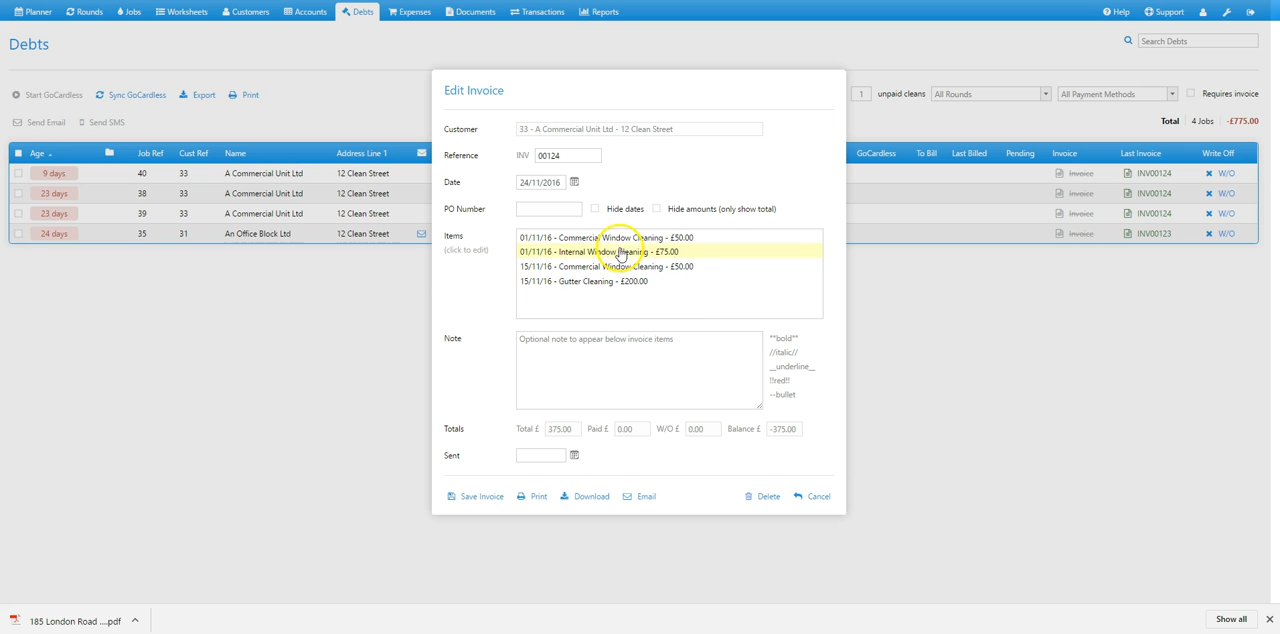 Planner Rounds Jobs Worksheets Customers Accounts Debts Expenses Documents Transactions Reports Help Support
Debts
Search Debts
Start GoCardless Sync GoCardless Export Print
1 unpaid cleans All Rounds All Payment Methods Requires invoice
Send Email Send SMS
Total 4 Jobs -£775.00
Age Job Ref Cust Ref Name Address Line 1 GoCardless To Bill Last Billed Pending Invoice Last Invoice Write Off
9 days 40 33 A Commercial Unit Ltd 12 Clean Street Invoice INV00124 W/O
23 days 38 33 A Commercial Unit Ltd 12 Clean Street Invoice INV00124 W/O
23 days 39 33 A Commercial Unit Ltd 12 Clean Street Invoice INV00124 W/O
24 days 35 31 An Office Block Ltd 12 Clean Street Invoice INV00123 W/O
Edit Invoice
Customer 33 - A Commercial Unit Ltd - 12 Clean Street
Reference INV 00124
Date 24/11/2016
PO Number Hide dates Hide amounts (only show total)
Items
(click to edit)
01/11/16 - Commercial Window Cleaning - £50.00
01/11/16 - Internal Window Cleaning - £75.00
15/11/16 - Commercial Window Cleaning - £50.00
15/11/16 - Gutter Cleaning - £200.00
Note Optional note to appear below invoice items
**bold**
//italic//
__underline__
!!red!!
--bullet
Totals Total £ 375.00 Paid £ 0.00 W/O £ 0.00 Balance £ -375.00
Sent
Save Invoice Print Download Email Delete Cancel
185 London Road ....pdf Show all